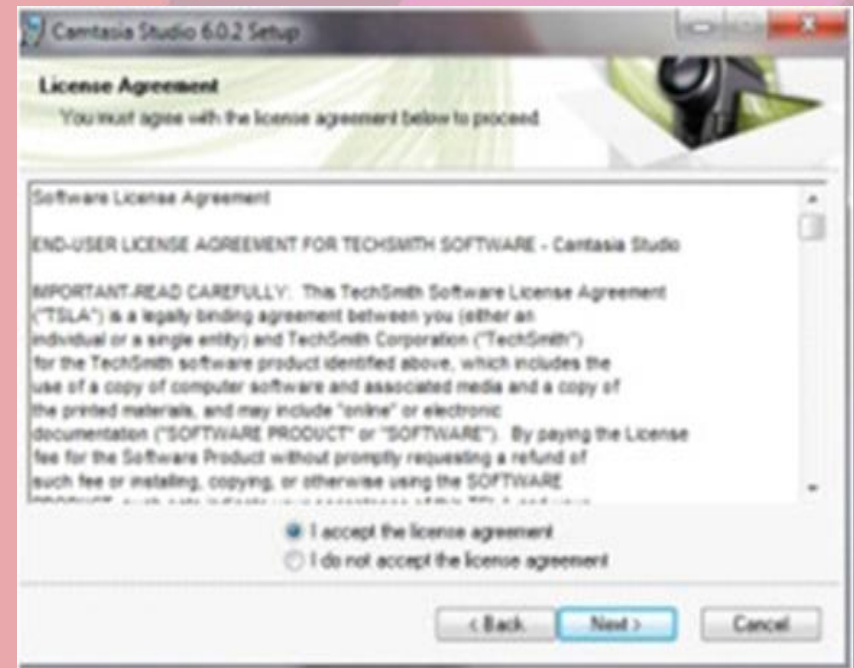 Camtasia Studio 6.0.2 Setup
License Agreement
You must agree with the license agreement below to proceed.
Software License Agreement
END-USER LICENSE AGREEMENT FOR TECHSMITH SOFTWARE - Camtasia Studio
IMPORTANT-READ CAREFULLY: This TechSmith Software License Agreement
("TSLA") is a legally binding agreement between you (either an
individual or a single entity) and TechSmith Corporation ("TechSmith")
for the TechSmith software product identified above, which includes the
use of a copy of computer software and associated media and a copy of
the printed materials, and may include "online" or electronic
documentation ("SOFTWARE PRODUCT" or "SOFTWARE"). By paying the License
fee for the Software Product without promptly requesting a refund of
such fee or installing, copying, or otherwise using the SOFTWARE
I accept the license agreement
I do not accept the license agreement
< Back Next > Cancel